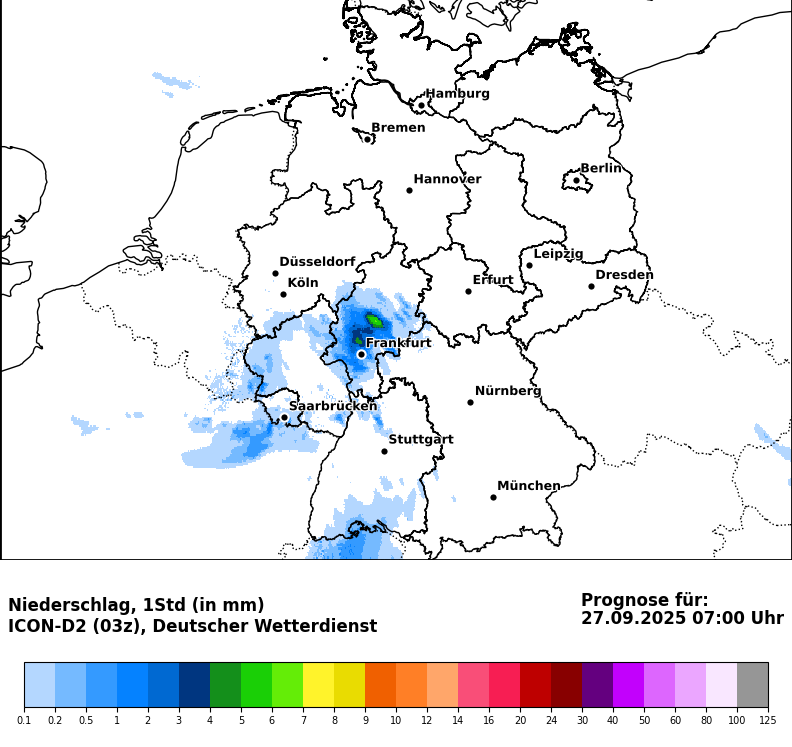 Hamburg
Bremen
Berlin
Hannover
Leipzig
Düsseldorf
Dresden
Köln
Erfurt
Frankfurt
Nürnberg
Saarbrücken
Stuttgart
München
Niederschlag, 1Std (in mm)
ICON-D2 (03z), Deutscher Wetterdienst
Prognose für:
27.09.2025 07:00 Uhr
0.1 0.2 0.5 1 2 3 4 5 6 7 8 9 10 12 14 16 20 24 30 40 50 60 80 100 125